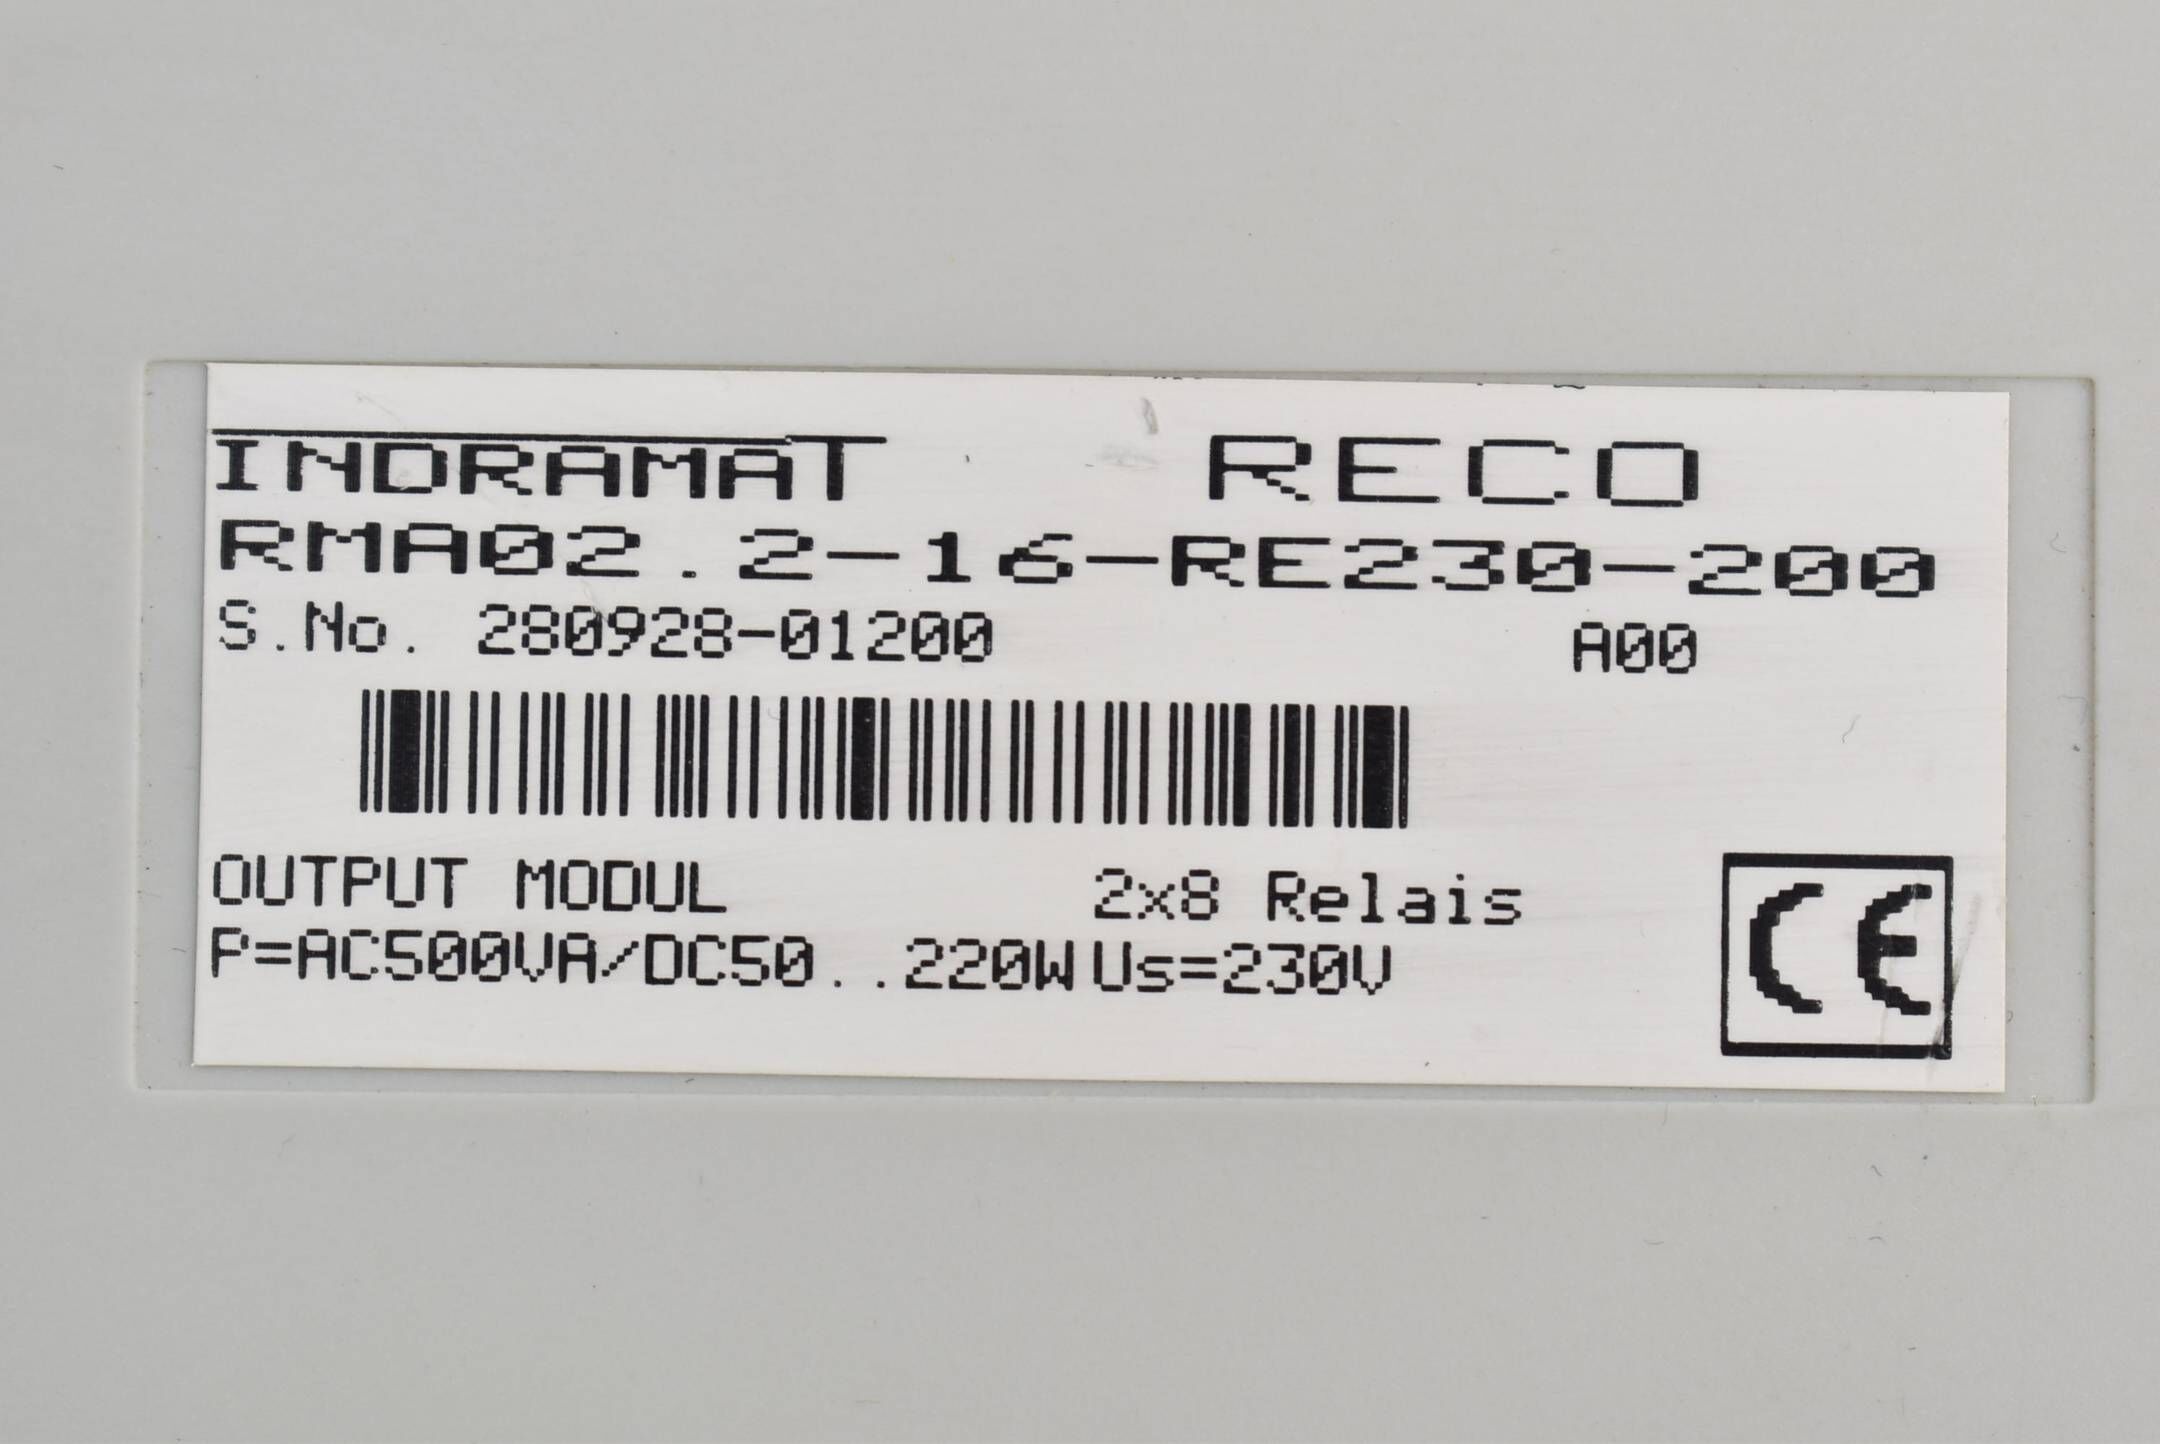 INDRAMAT RECO
RMA02.2-16-RE230-200
S.No. 280928-01200 A00
OUTPUT MODUL 2x8 Relais
P=AC500VA/DC50..220W Us=230V
CE